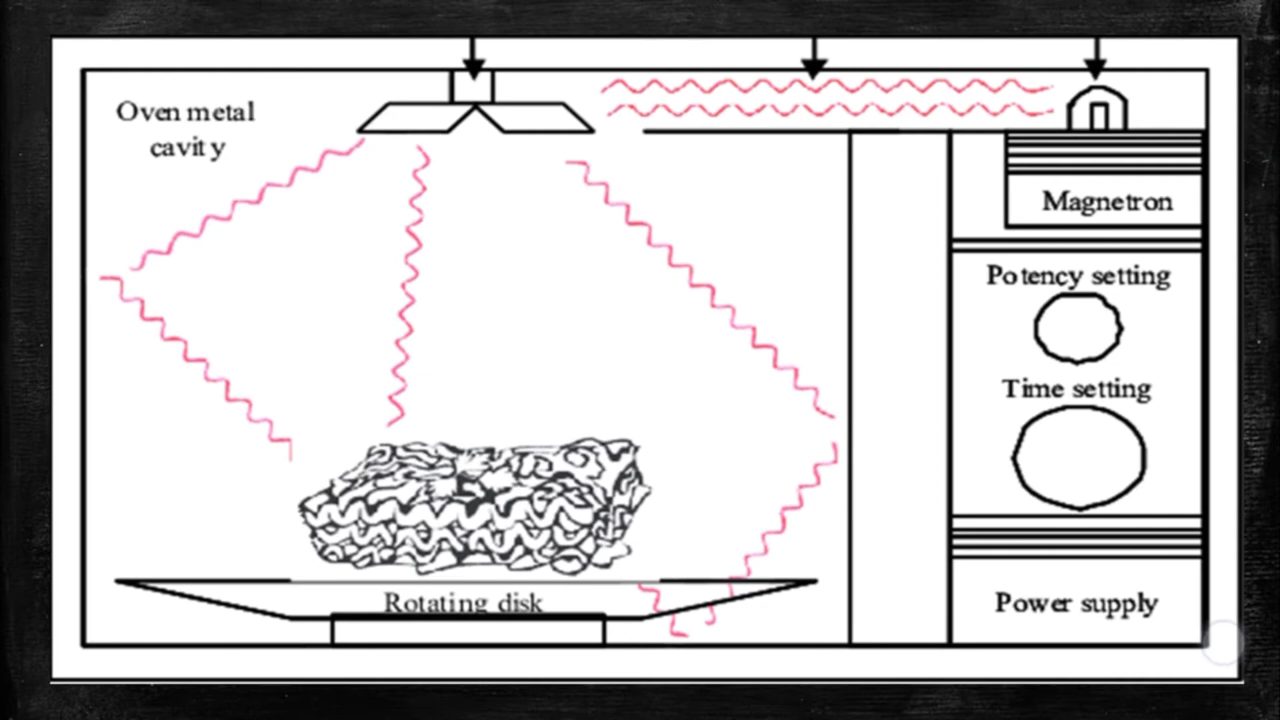 Oven metal
cavity
Magnetron
Potency setting
Time setting
Rotating disk
Power supply